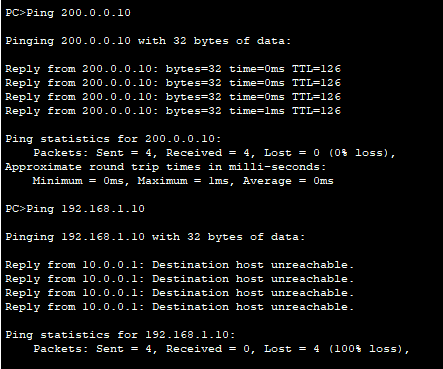 PC>Ping 200.0.0.10
Pinging 200.0.0.10 with 32 bytes of data:
Reply from 200.0.0.10: bytes=32 time=0ms TTL=126
Reply from 200.0.0.10: bytes=32 time=0ms TTL=126
Reply from 200.0.0.10: bytes=32 time=0ms TTL=126
Reply from 200.0.0.10: bytes=32 time=1ms TTL=126
Ping statistics for 200.0.0.10:
    Packets: Sent = 4, Received = 4, Lost = 0 (0% loss),
Approximate round trip times in milli-seconds:
    Minimum = 0ms, Maximum = 1ms, Average = 0ms
PC>Ping 192.168.1.10
Pinging 192.168.1.10 with 32 bytes of data:
Reply from 10.0.0.1: Destination host unreachable.
Reply from 10.0.0.1: Destination host unreachable.
Reply from 10.0.0.1: Destination host unreachable.
Reply from 10.0.0.1: Destination host unreachable.
Ping statistics for 192.168.1.10:
    Packets: Sent = 4, Received = 0, Lost = 4 (100% loss),